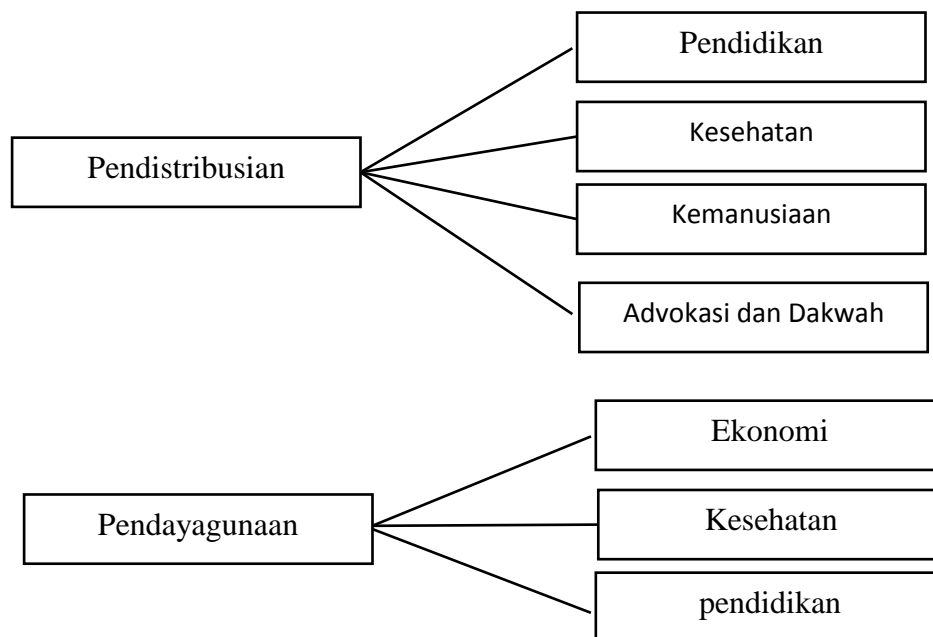 Pendistribusian
Pendidikan
Kesehatan
Kemanusiaan
Advokasi dan Dakwah
Pendayagunaan
Ekonomi
Kesehatan
pendidikan